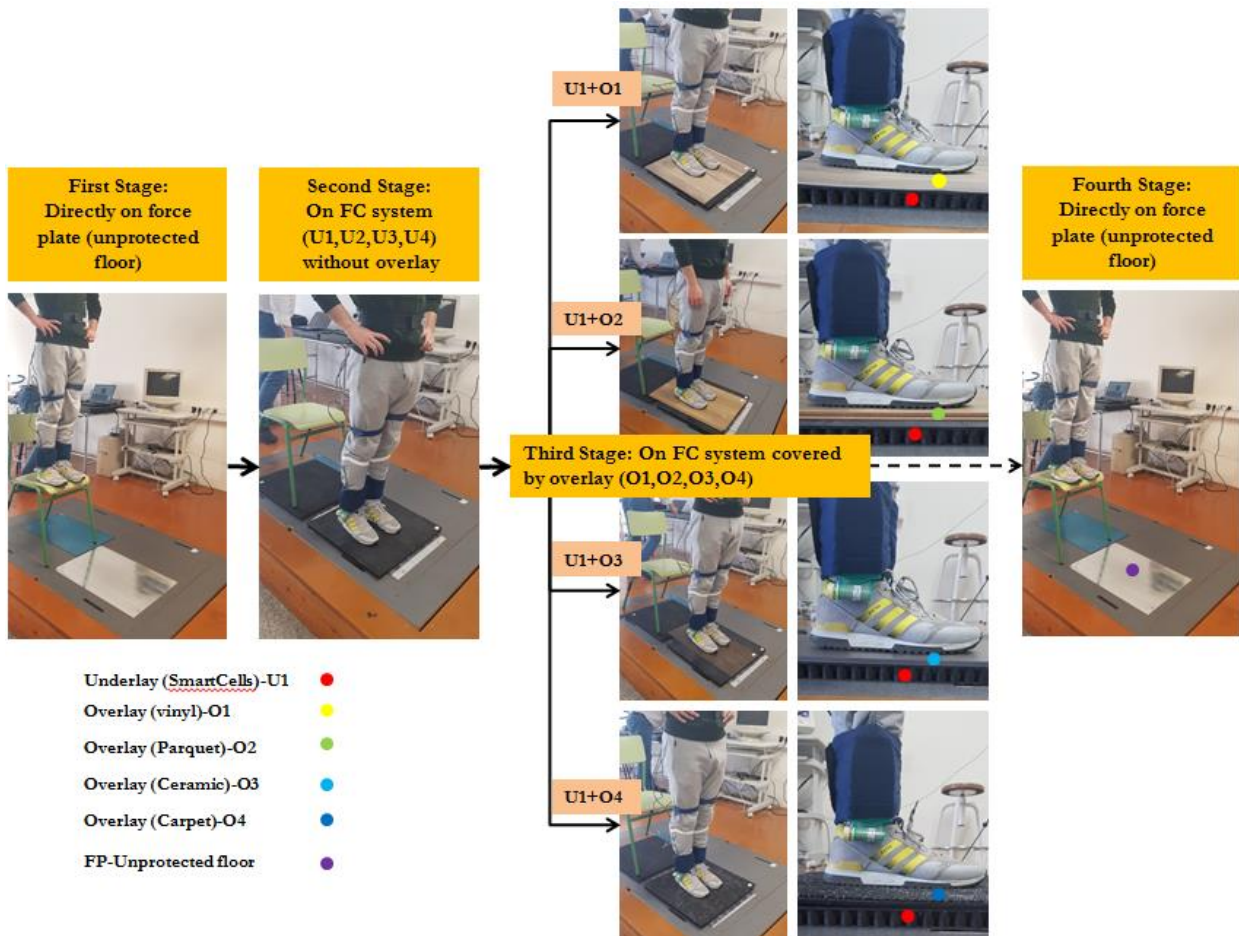 First Stage:
Directly on force
plate (unprotected
floor)
Second Stage:
On FC system
(U1,U2,U3,U4)
without overlay
U1+O1
U1+O2
Third Stage: On FC system covered
by overlay (O1,O2,O3,O4)
U1+O3
U1+O4
Fourth Stage:
Directly on force
plate (unprotected
floor)
Underlay (SmartCells)-U1
Overlay (vinyl)-O1
Overlay (Parquet)-O2
Overlay (Ceramic)-O3
Overlay (Carpet)-O4
FP-Unprotected floor